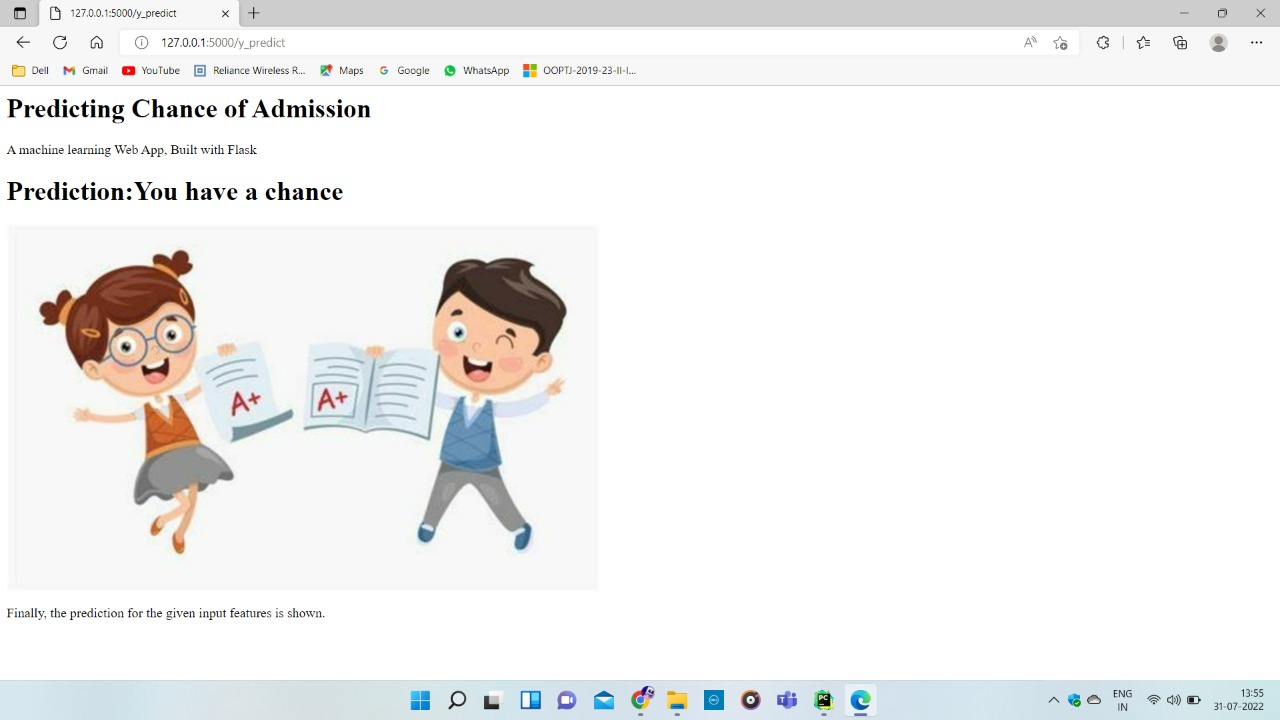 127.0.0.1:5000/y_predict
127.0.0.1:5000/y_predict
Dell Gmail YouTube Reliance Wireless R... Maps Google WhatsApp OOPTJ-2019-23-II-I...
Predicting Chance of Admission
A machine learning Web App, Built with Flask
Prediction:You have a chance
A+ A+
Finally, the prediction for the given input features is shown.
IN
13:55
31-07-2022